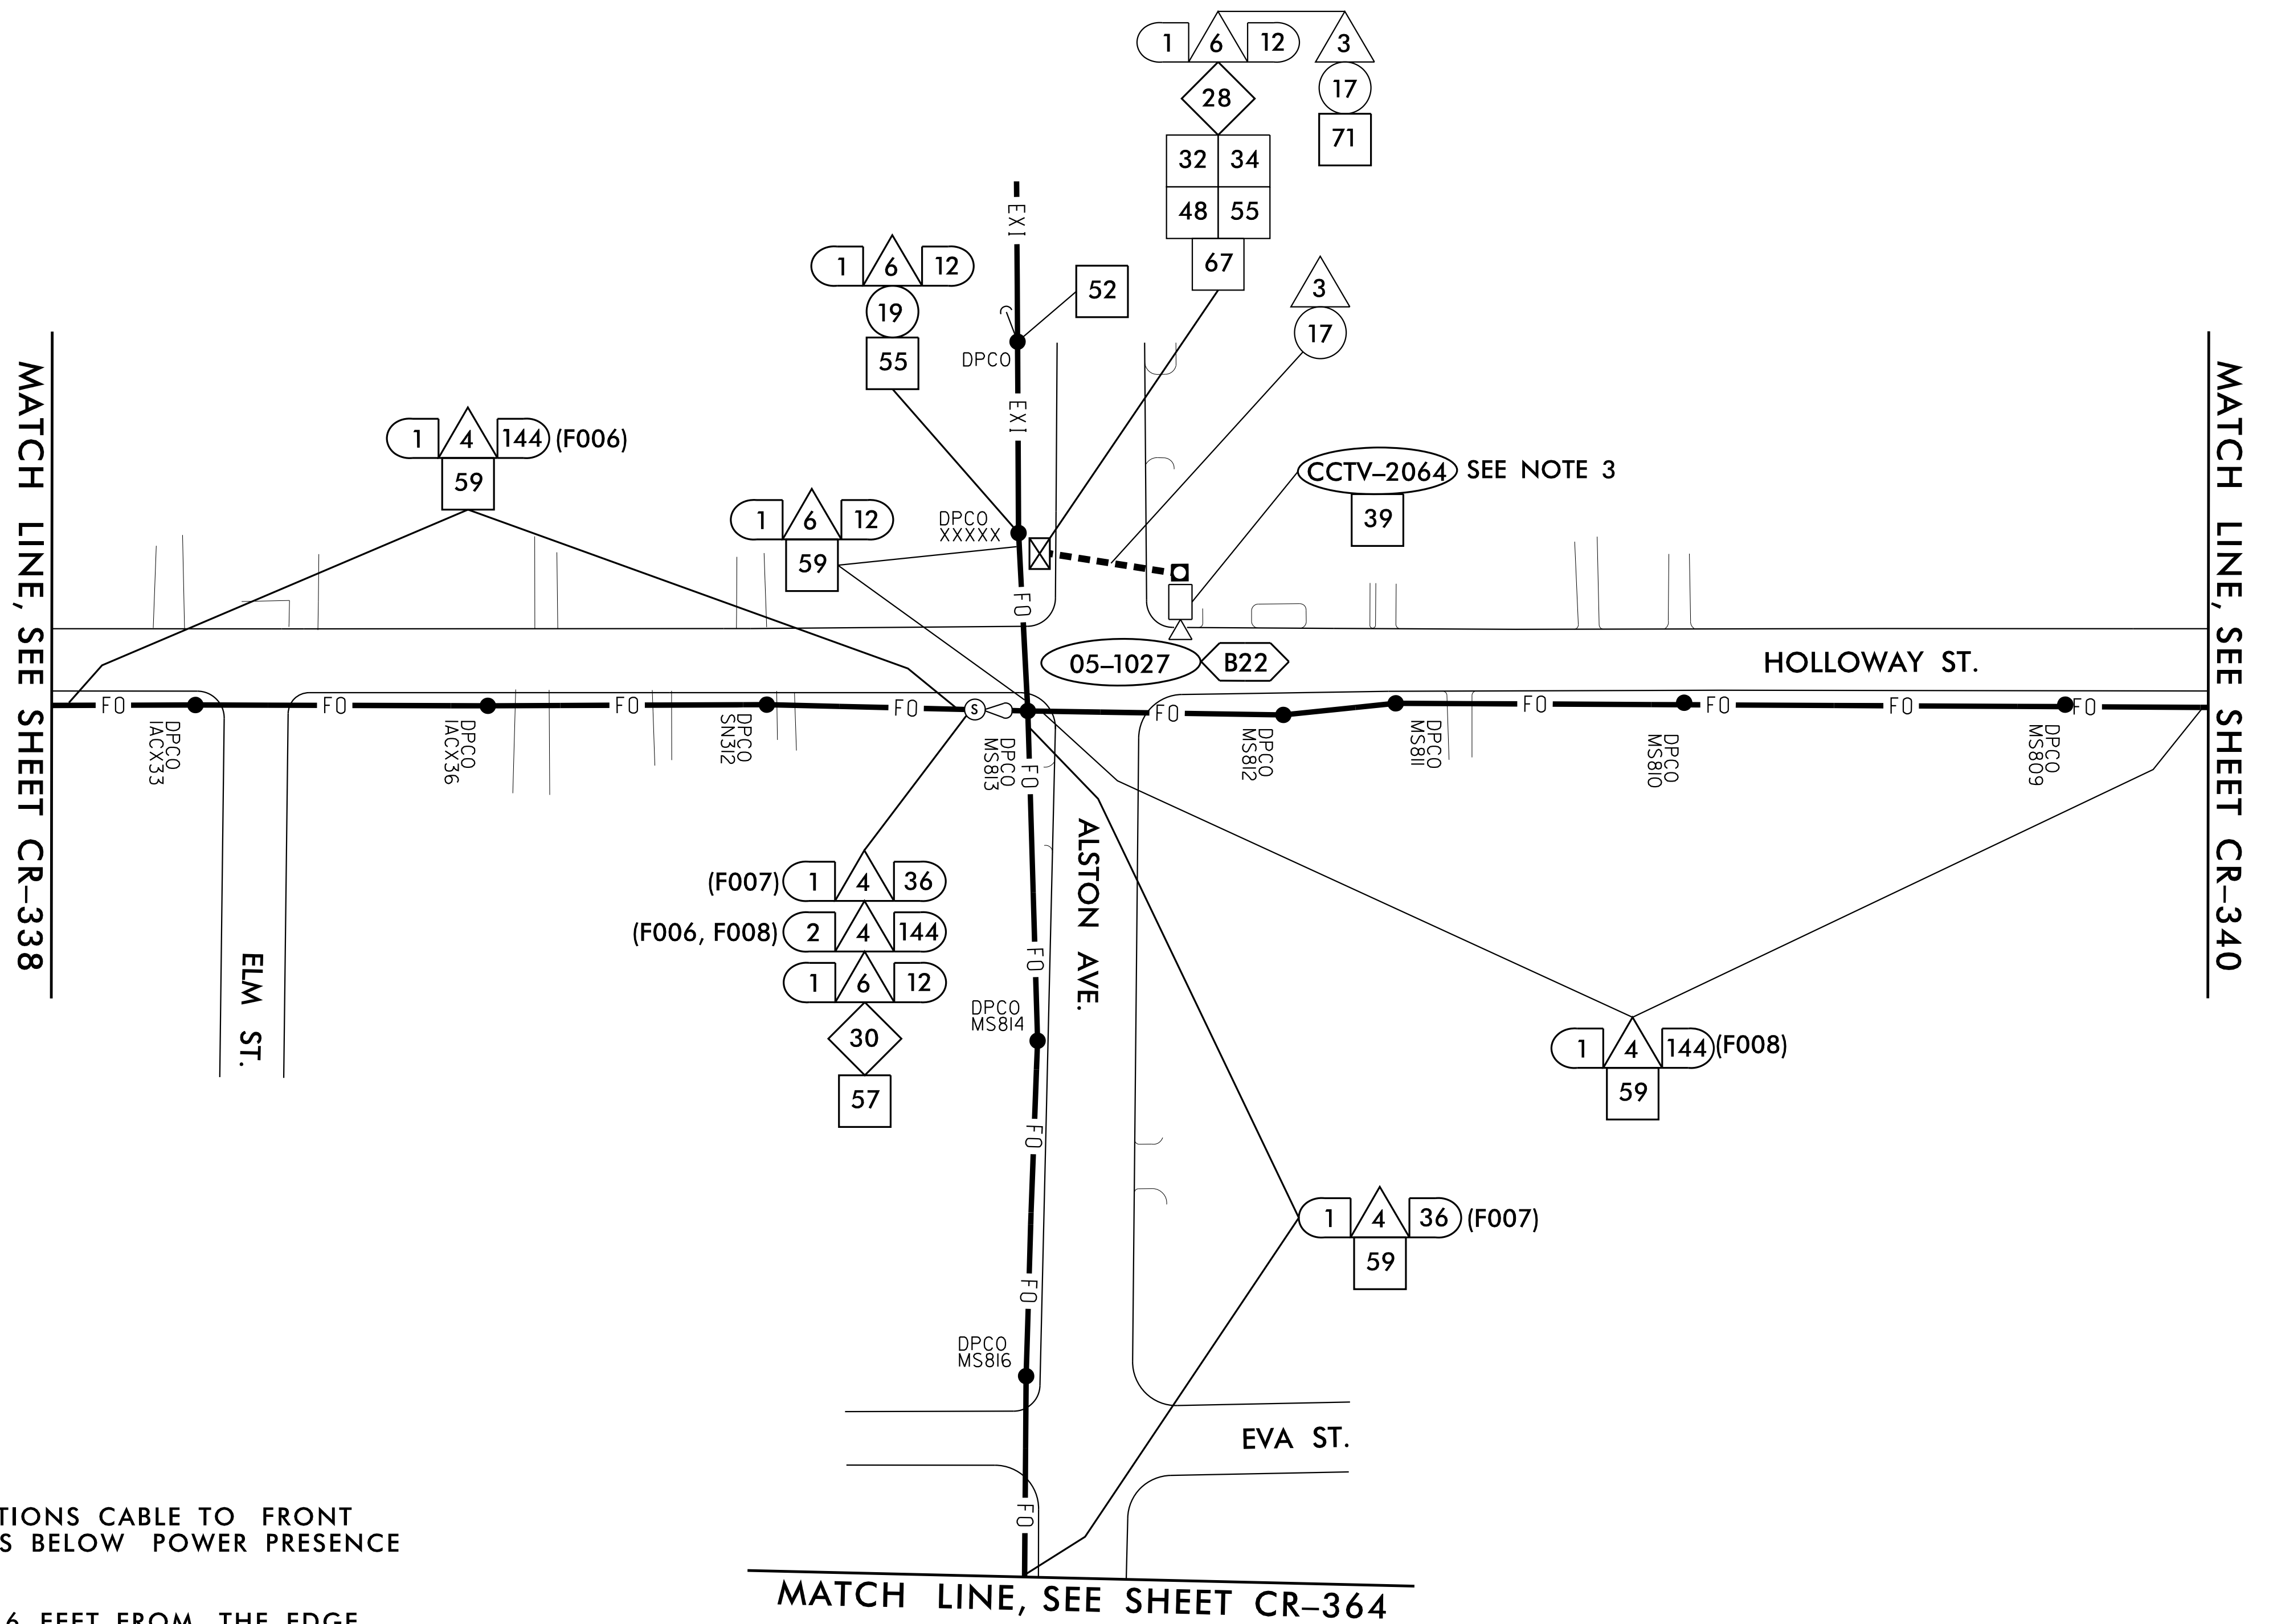 1 6 12 3
28 17
71
32 34
48 55
67
EXI
1 6 12
19
55
52
3
17
DPCO
EXI
MATCH LINE, SEE SHEET CR-338
MATCH LINE, SEE SHEET CR-340
1 4 144 (F006)
59
CCTV-2064 SEE NOTE 3
39
1 6 12
59
DPCO
XXXXX
FO
05-1027 B22
HOLLOWAY ST.
FO FO FO FO S FO FO FO FO FO
DPCO
IACX33
DPCO
IACX36
DPCO
SN312
DPCO
MS813
DPCO
MS812
DPCO
MS811
DPCO
MS810
DPCO
MS809
FO
ALSTON AVE.
(F007) 1 4 36
(F006, F008) 2 4 144
1 6 12
30
57
ELM ST.
FO
DPCO
MS814
1 4 144 (F008)
59
FO
1 4 36 (F007)
59
FO
DPCO
MS816
EVA ST.
FO
TIONS CABLE TO FRONT
S BELOW POWER PRESENCE
MATCH LINE, SEE SHEET CR-364
6 FEET FROM THE EDGE